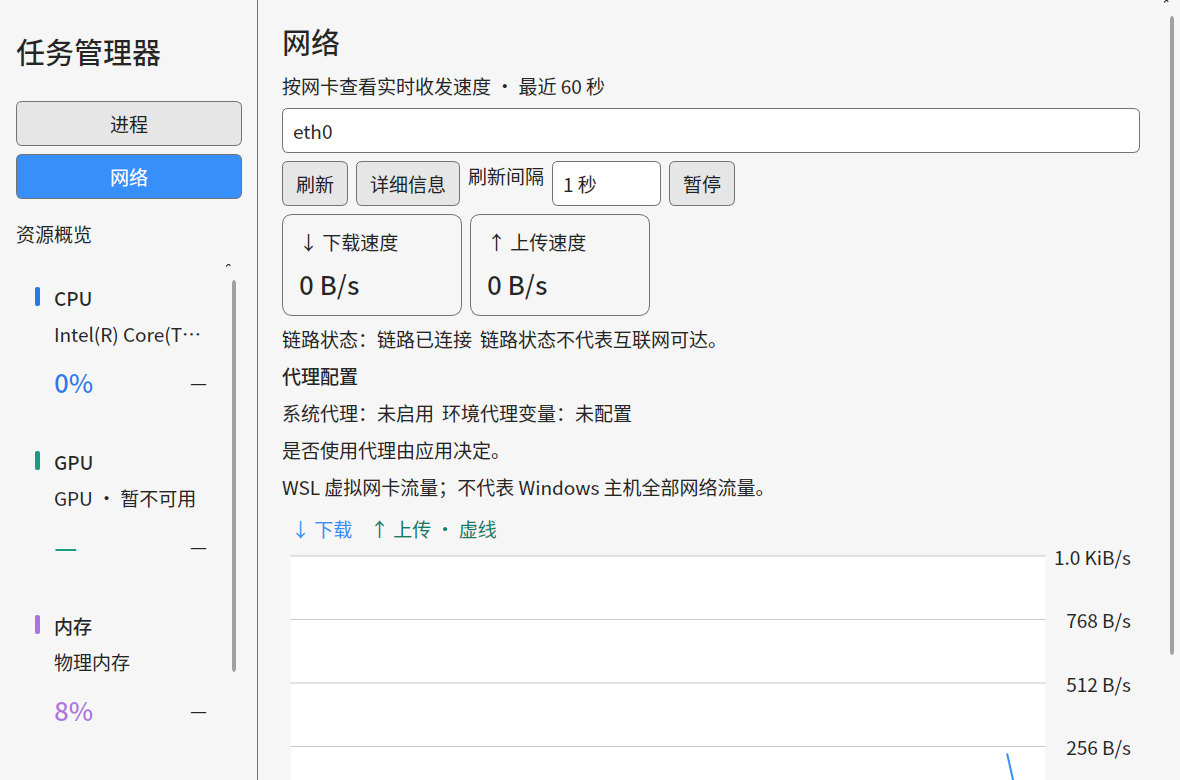 任务管理器
进程
网络
资源概览
CPU
Intel(R) Core(T…
0% —
GPU
GPU · 暂不可用
— —
内存
物理内存
8% —
网络
按网卡查看实时收发速度 · 最近 60 秒
eth0
刷新 详细信息 刷新间隔 1 秒 暂停
↓ 下载速度 ↑ 上传速度
0 B/s 0 B/s
链路状态：链路已连接 链路状态不代表互联网可达。
代理配置
系统代理：未启用 环境代理变量：未配置
是否使用代理由应用决定。
WSL 虚拟网卡流量；不代表 Windows 主机全部网络流量。
↓ 下载 ↑ 上传 · 虚线
1.0 KiB/s
768 B/s
512 B/s
256 B/s